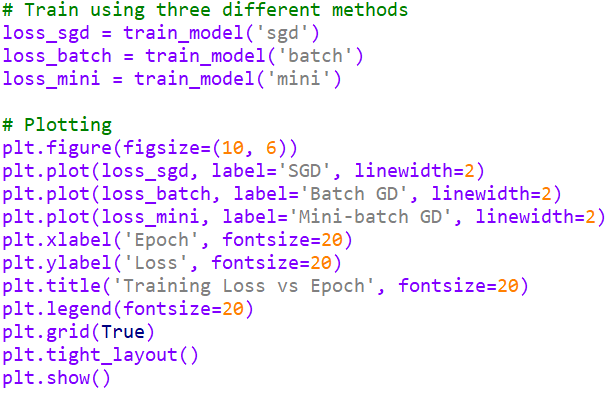 # Train using three different methods
loss_sgd = train_model('sgd')
loss_batch = train_model('batch')
loss_mini = train_model('mini')

# Plotting
plt.figure(figsize=(10, 6))
plt.plot(loss_sgd, label='SGD', linewidth=2)
plt.plot(loss_batch, label='Batch GD', linewidth=2)
plt.plot(loss_mini, label='Mini-batch GD', linewidth=2)
plt.xlabel('Epoch', fontsize=20)
plt.ylabel('Loss', fontsize=20)
plt.title('Training Loss vs Epoch', fontsize=20)
plt.legend(fontsize=20)
plt.grid(True)
plt.tight_layout()
plt.show()